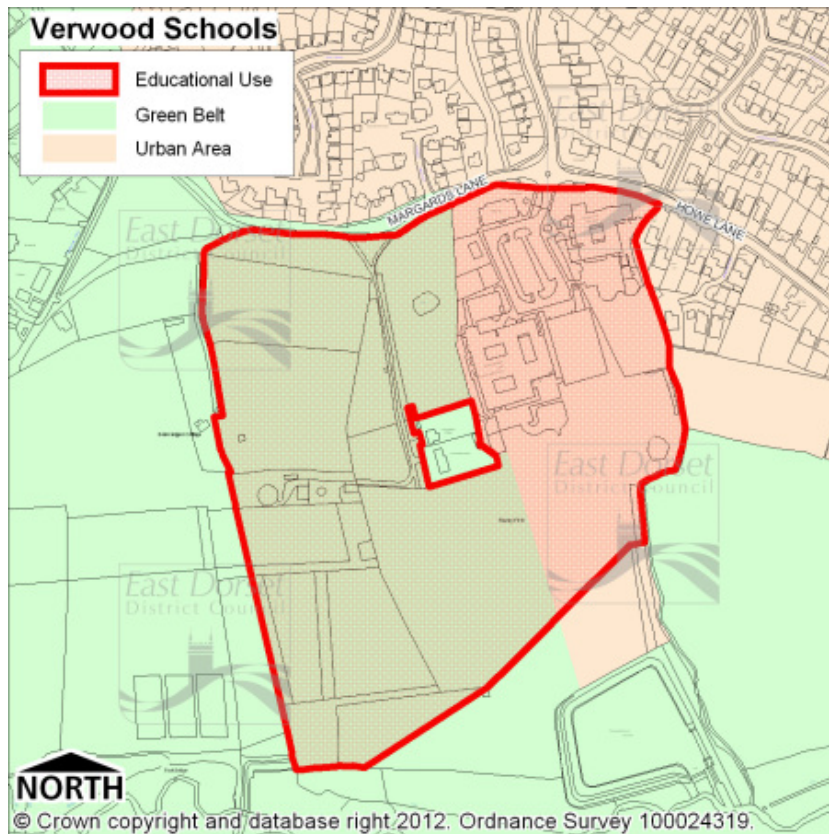 Verwood Schools
Educational Use
Green Belt
Urban Area
MARGARDS LANE
HOWE LANE
East Dorset
District Council
East Dorset
District Council
East Dorset
District Council
NORTH
© Crown copyright and database right 2012. Ordnance Survey 100024319.